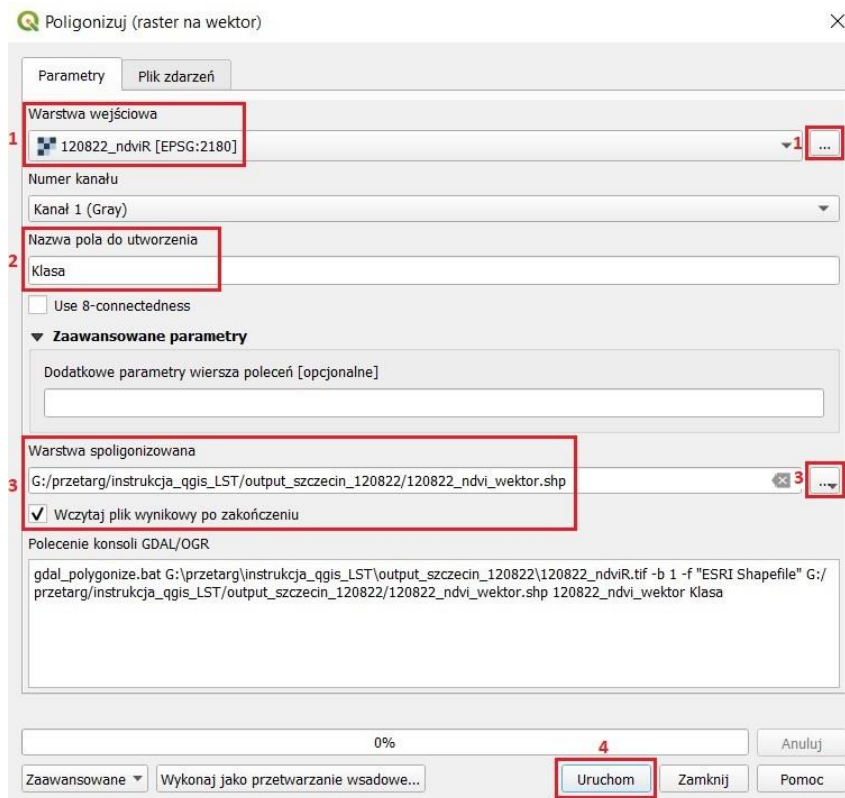 Poligonizuj (raster na wektor)
Parametry
Plik zdarzeń
Warstwa wejściowa
1
120822_ndviR [EPSG:2180]
1
...
Numer kanału
Kanał 1 (Gray)
Nazwa pola do utworzenia
2
Klasa
Use 8-connectedness
Zaawansowane parametry
Dodatkowe parametry wiersza poleceń [opcjonalne]
Warstwa spoligonizowana
3
G:/przetarg/instrukcja_qgis_LST/output_szczecin_120822/120822_ndvi_wektor.shp
3
...
Wczytaj plik wynikowy po zakończeniu
Polecenie konsoli GDAL/OGR
gdal_polygonize.bat G:\przetarg\instrukcja_qgis_LST\output_szczecin_120822\120822_ndviR.tif -b 1 -f "ESRI Shapefile" G:/
przetarg/instrukcja_qgis_LST/output_szczecin_120822/120822_ndvi_wektor.shp 120822_ndvi_wektor Klasa
0%
4
Anuluj
Zaawansowane
Wykonaj jako przetwarzanie wsadowe...
Uruchom
Zamknij
Pomoc